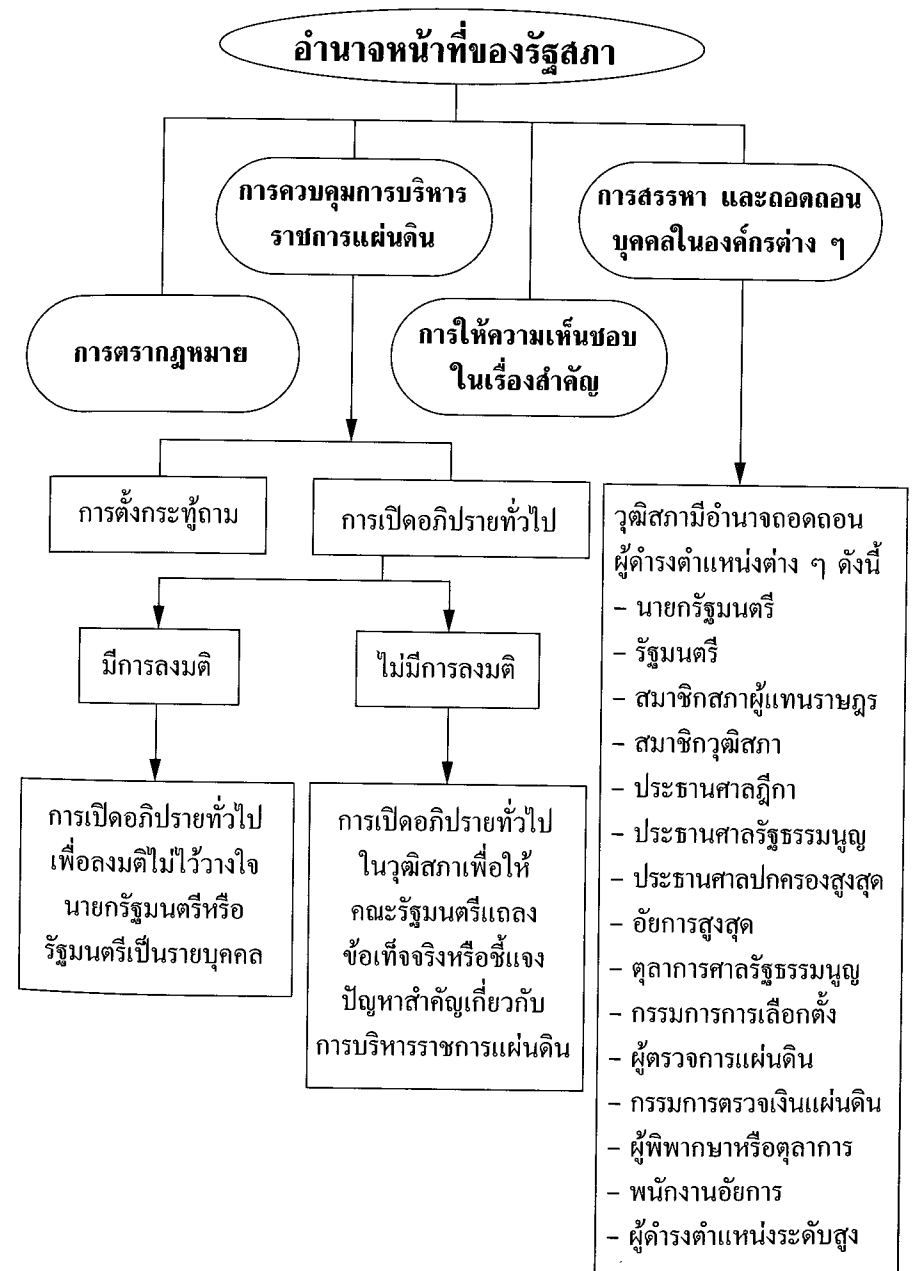 อำนาจหน้าที่ของรัฐสภา
การควบคุมการบริหาร
ราชการแผ่นดิน
การสรรหา และถอดถอน
บุคคลในองค์กรต่าง ๆ
การตรากฎหมาย
การให้ความเห็นชอบ
ในเรื่องสำคัญ
การตั้งกระทู้ถาม
การเปิดอภิปรายทั่วไป
มีการลงมติ
ไม่มีการลงมติ
การเปิดอภิปรายทั่วไป
เพื่อลงมติไม่ไว้วางใจ
นายกรัฐมนตรีหรือ
รัฐมนตรีเป็นรายบุคคล
การเปิดอภิปรายทั่วไป
ในวุฒิสภาเพื่อให้
คณะรัฐมนตรีแถลง
ข้อเท็จจริงหรือชี้แจง
ปัญหาสำคัญเกี่ยวกับ
การบริหารราชการแผ่นดิน
วุฒิสภามีอำนาจถอดถอน
ผู้ดำรงตำแหน่งต่าง ๆ ดังนี้
– นายกรัฐมนตรี
– รัฐมนตรี
– สมาชิกสภาผู้แทนราษฎร
– สมาชิกวุฒิสภา
– ประธานศาลฎีกา
– ประธานศาลรัฐธรรมนูญ
– ประธานศาลปกครองสูงสุด
– อัยการสูงสุด
– ตุลาการศาลรัฐธรรมนูญ
– กรรมการการเลือกตั้ง
– ผู้ตรวจการแผ่นดิน
– กรรมการตรวจเงินแผ่นดิน
– ผู้พิพากษาหรือตุลาการ
– พนักงานอัยการ
– ผู้ดำรงตำแหน่งระดับสูง